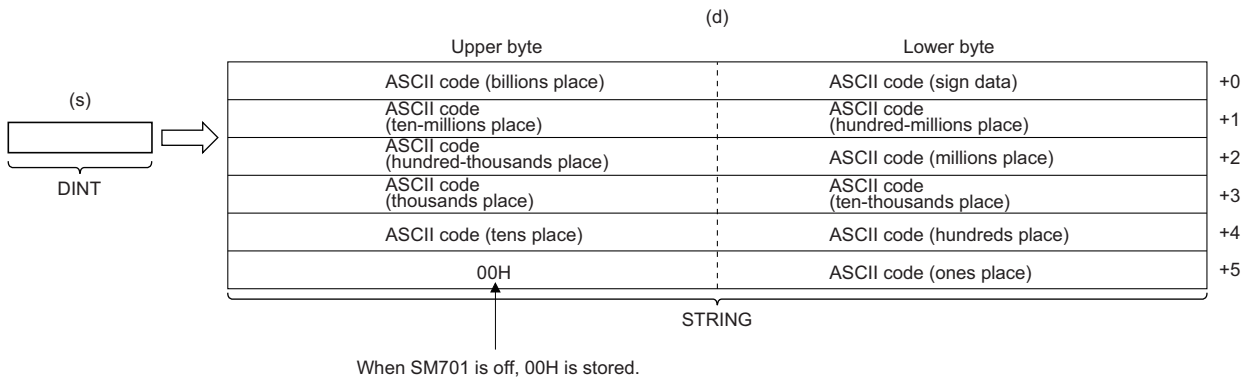 (d)
Upper byte
Lower byte
ASCII code (billions place)
ASCII code (sign data)
+0
(s)
ASCII code
(ten-millions place)
ASCII code
(hundred-millions place)
+1
ASCII code
(hundred-thousands place)
ASCII code (millions place)
+2
DINT
ASCII code
(thousands place)
ASCII code
(ten-thousands place)
+3
ASCII code (tens place)
ASCII code (hundreds place)
+4
00H
ASCII code (ones place)
+5
STRING
When SM701 is off, 00H is stored.